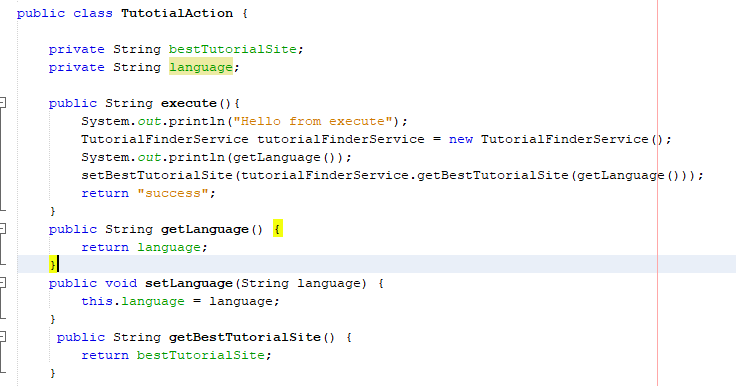 public class TutotialAction {
private String bestTutorialSite;
private String language;
public String execute(){
System.out.println("Hello from execute");
TutorialFinderService tutorialFinderService = new TutorialFinderService();
System.out.println(getLanguage());
setBestTutorialSite(tutorialFinderService.getBestTutorialSite(getLanguage()));
return "success";
}
public String getLanguage() {
return language;
}
public void setLanguage(String language) {
this.language = language;
}
public String getBestTutorialSite() {
return bestTutorialSite;
}